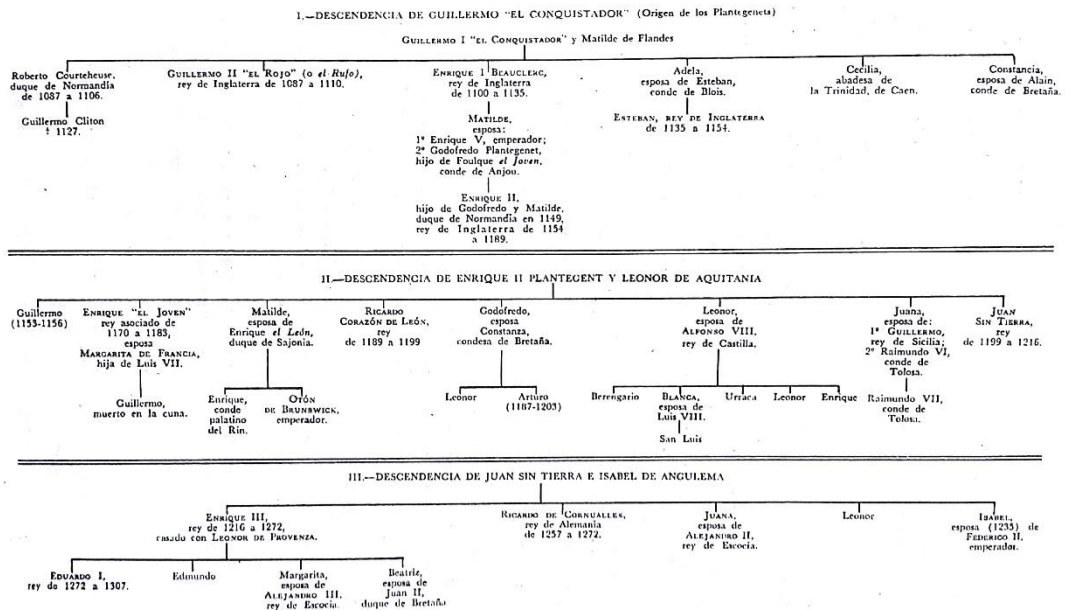 I.—DESCENDENCIA DE GUILLERMO "EL CONQUISTADOR" (Origen de los Plantegenets)
GUILLERMO I "EL CONQUISTADOR" y Matilde de Flandes
Roberto Courteheuse,
duque de Normandía
de 1087 a 1106.
Guillermo Cliton
† 1127.
GUILLERMO II "EL ROJO" (o el Rufo),
rey de Inglaterra de 1087 a 1110.
ENRIQUE I BEAUCLERC,
rey de Inglaterra
de 1100 a 1135.
MATILDE,
esposa:
1º Enrique V, emperador;
2º Godofredo Plantegenet,
hijo de Foulque el Joven,
conde de Anjou.
ENRIQUE II,
hijo de Godofredo y Matilde,
duque de Normandía en 1149,
rey de Inglaterra de 1154
a 1189.
Adela,
esposa de Esteban,
conde de Blois.
ESTEBAN, REY DE INGLATERRA
de 1135 a 1154.
Cecilia,
abadesa de
la Trinidad, de Caen.
Constancia,
esposa de Alain,
conde de Bretaña.
II.—DESCENDENCIA DE ENRIQUE II PLANTEGENT Y LEONOR DE AQUITANIA
Guillermo
(1153-1156)
ENRIQUE "EL JOVEN"
rey asociado de
1170 a 1183,
esposa
MARGARITA DE FRANCIA,
hija de Luis VII.
Guillermo,
muerto en la cuna.
Matilde,
esposa de
Enrique el León,
duque de Sajonia.
Enrique,
conde
palatino
del Rin.
OTÓN
DE BRUNSWICK,
emperador.
RICARDO
CORAZÓN DE LEÓN,
rey
de 1189 a 1199
Godofredo,
esposa
Constanza,
condesa de Bretaña.
Leonor
Arturo
(1187-1203)
Leonor,
esposa de
ALFONSO VIII,
rey de Castilla.
Berengario
BLANCA,
esposa de
Luis VIII.
San Luis
Urraca
Leonor
Enrique
Juana,
esposa de:
1º GUILLERMO,
rey de Sicilia;
2º Raimundo VI,
conde de
Tolosa.
Raimundo VII,
conde de
Tolosa.
JUAN
SIN TIERRA,
rey
de 1199 a 1216.
III.—DESCENDENCIA DE JUAN SIN TIERRA E ISABEL DE ANGULEMA
ENRIQUE III,
rey de 1216 a 1272,
casado con LEONOR DE PROVENZA.
EDUARDO I,
rey de 1272 a 1307.
Edmundo
Margarita,
esposa de
ALEJANDRO III,
rey de Escocia.
Beatriz,
esposa de
Juan II,
duque de Bretaña
RICARDO DE CORNUALLES,
rey de Alemania
de 1257 a 1272.
JUANA,
esposa de
ALEJANDRO II,
rey de Escocia.
Leonor
ISABEL,
esposa (1235) de
FEDERICO II,
emperador.